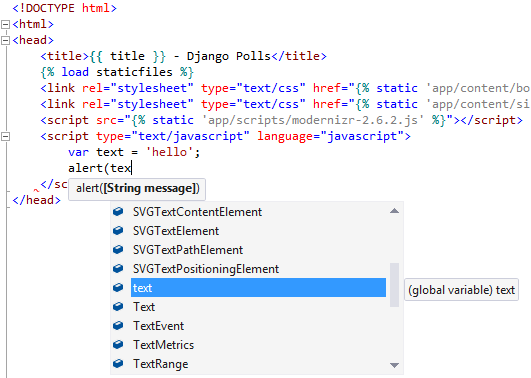 <!DOCTYPE html>
<html>
<head>
<title>{{ title }} - Django Polls</title>
{% load staticfiles %}
<link rel="stylesheet" type="text/css" href="{% static 'app/content/bo
<link rel="stylesheet" type="text/css" href="{% static 'app/content/si
<script src="{% static 'app/scripts/modernizr-2.6.2.js' %}"></script>
<script type="text/javascript" language="javascript">
var text = 'hello';
alert(tex
</sc
alert([String message])
</head>
SVGTextContentElement
SVGTextElement
SVGTextPathElement
SVGTextPositioningElement
text
(global variable) text
Text
TextEvent
TextMetrics
TextRange